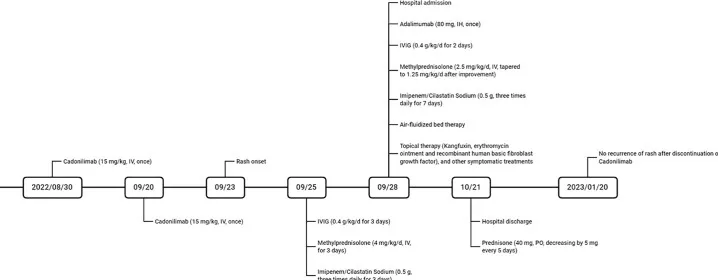 Hospital admission
Adalimumab (80 mg, IH, once)
IVIG (0.4 g/kg/d for 2 days)
Methylprednisolone (2.5 mg/kg/d, IV, tapered
to 1.25 mg/kg/d after improvement)
Imipenem/Cilastatin Sodium (0.5 g, three times
daily for 7 days)
Air-fluidized bed therapy
Topical therapy (Kangfuxin, erythromycin
ointment and recombinant human basic fibroblast
growth factor), and other symptomatic treatments
Cadonilimab (15 mg/kg, IV, once)
Rash onset
No recurrence of rash after discontinuation o
Cadonilimab
2022/08/30
09/20
09/23
09/25
09/28
10/21
2023/01/20
Cadonilimab (15 mg/kg, IV, once)
IVIG (0.4 g/kg/d for 3 days)
Methylprednisolone (4 mg/kg/d, IV,
for 3 days)
Imipenem/Cilastatin Sodium (0.5 g,
three times daily for 3 days)
Hospital discharge
Prednisone (40 mg, PO, decreasing by 5 mg
every 5 days)